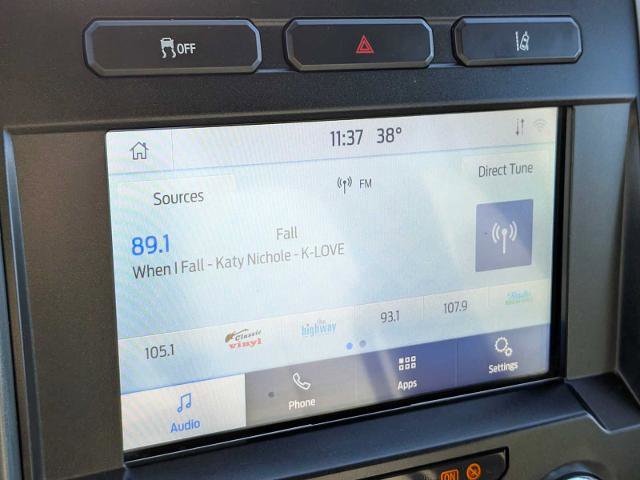 OFF
11:37 38°
FM
Sources
Direct Tune
89.1
Fall
When I Fall - Katy Nichole - K-LOVE
105.1
Classic vinyl
the highway
93.1
107.9
Audio
Phone
Apps
Settings
ON